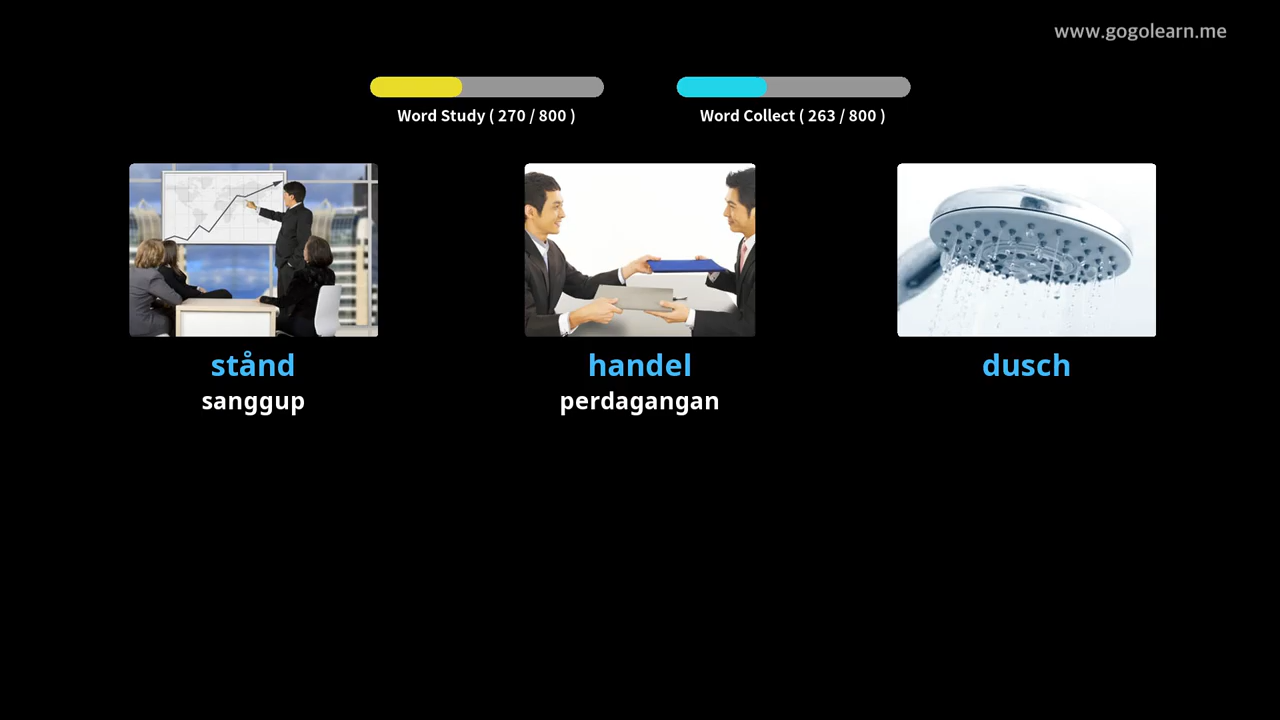 www.gogolearn.me
Word Study ( 270 / 800 )
Word Collect ( 263 / 800 )
stånd
handel
dusch
sanggup
perdagangan